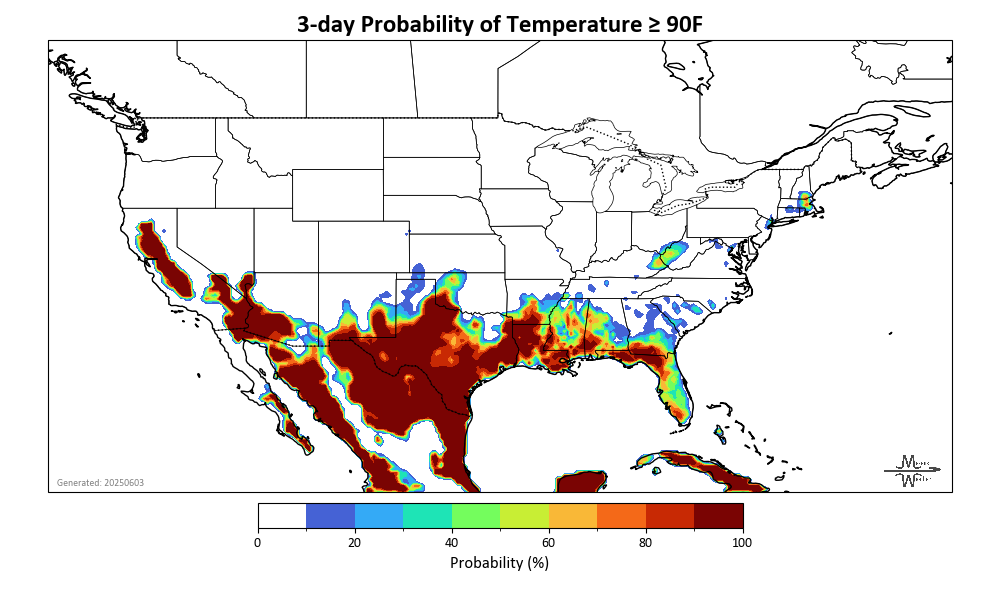 3-day Probability of Temperature ≥ 90F
Generated: 20250603
0 20 40 60 80 100
Probability (%)